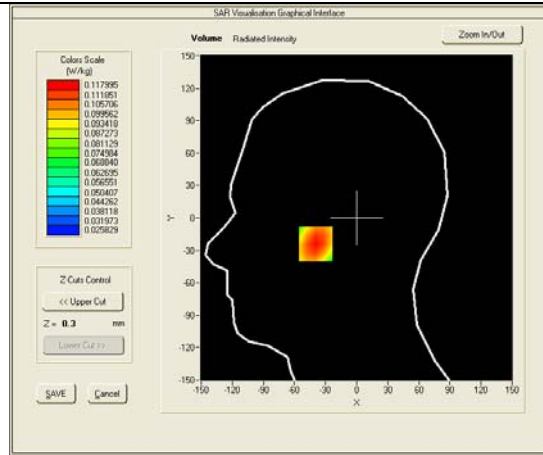 SAR Visualisation Graphical Interface
Volume Radiated Intensity
Zoom In/Out
Colors Scale
(W/kg)
0.117995
0.111851
0.105706
0.099562
0.093418
0.087273
0.081129
0.074984
0.068840
0.062695
0.056551
0.050407
0.044262
0.038118
0.031973
0.025829
Z-Cuts Control
<< Upper Cut
Z = 0.3 mm
Lower Cut >>
SAVE Cancel
150
120
90
60
30
0
-30
-60
-90
-120
-150
Y
-150 -120 -90 -60 -30 0 30 60 90 120 150
X